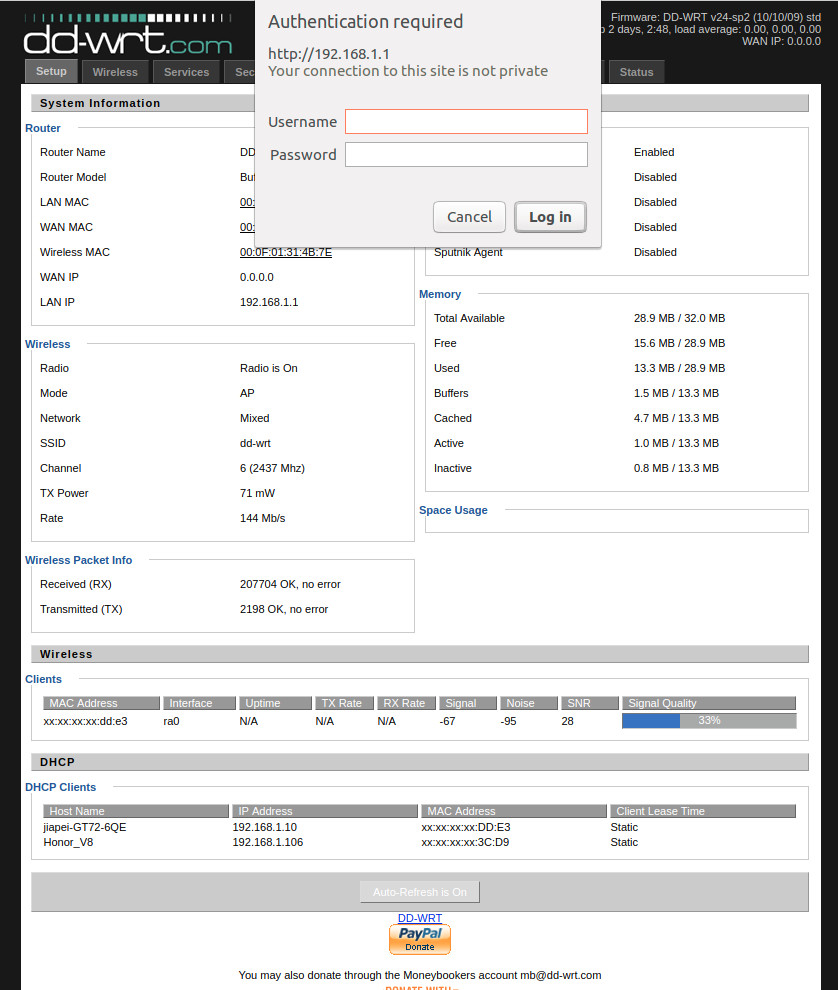 Firmware: DD-WRT v24-sp2 (10/10/09) std
2 days, 2:48, load average: 0.00, 0.00, 0.00
WAN IP: 0.0.0.0
dd-wrt.com
Setup Wireless Services Sec Status
Authentication required
http://192.168.1.1
Your connection to this site is not private
Username
Password
Cancel Log in
System Information
Router
Router Name DD
Router Model Bu
LAN MAC 00:
WAN MAC 00:
Wireless MAC 00:0F:01:31:4B:7E
WAN IP 0.0.0.0
LAN IP 192.168.1.1
Enabled
Disabled
Disabled
Disabled
Sputnik Agent Disabled
Wireless
Radio Radio is On
Mode AP
Network Mixed
SSID dd-wrt
Channel 6 (2437 Mhz)
TX Power 71 mW
Rate 144 Mb/s
Memory
Total Available 28.9 MB / 32.0 MB
Free 15.6 MB / 28.9 MB
Used 13.3 MB / 28.9 MB
Buffers 1.5 MB / 13.3 MB
Cached 4.7 MB / 13.3 MB
Active 1.0 MB / 13.3 MB
Inactive 0.8 MB / 13.3 MB
Space Usage
Wireless Packet Info
Received (RX) 207704 OK, no error
Transmitted (TX) 2198 OK, no error
Wireless
Clients
MAC Address Interface Uptime TX Rate RX Rate Signal Noise SNR Signal Quality
xx:xx:xx:xx:dd:e3 ra0 N/A N/A N/A -67 -95 28 33%
DHCP
DHCP Clients
Host Name IP Address MAC Address Client Lease Time
jiapei-GT72-6QE 192.168.1.10 xx:xx:xx:xx:DD:E3 Static
Honor_V8 192.168.1.106 xx:xx:xx:xx:3C:D9 Static
Auto-Refresh is On
DD-WRT
PayPal
Donate
You may also donate through the Moneybookers account mb@dd-wrt.com
DONATE WITH